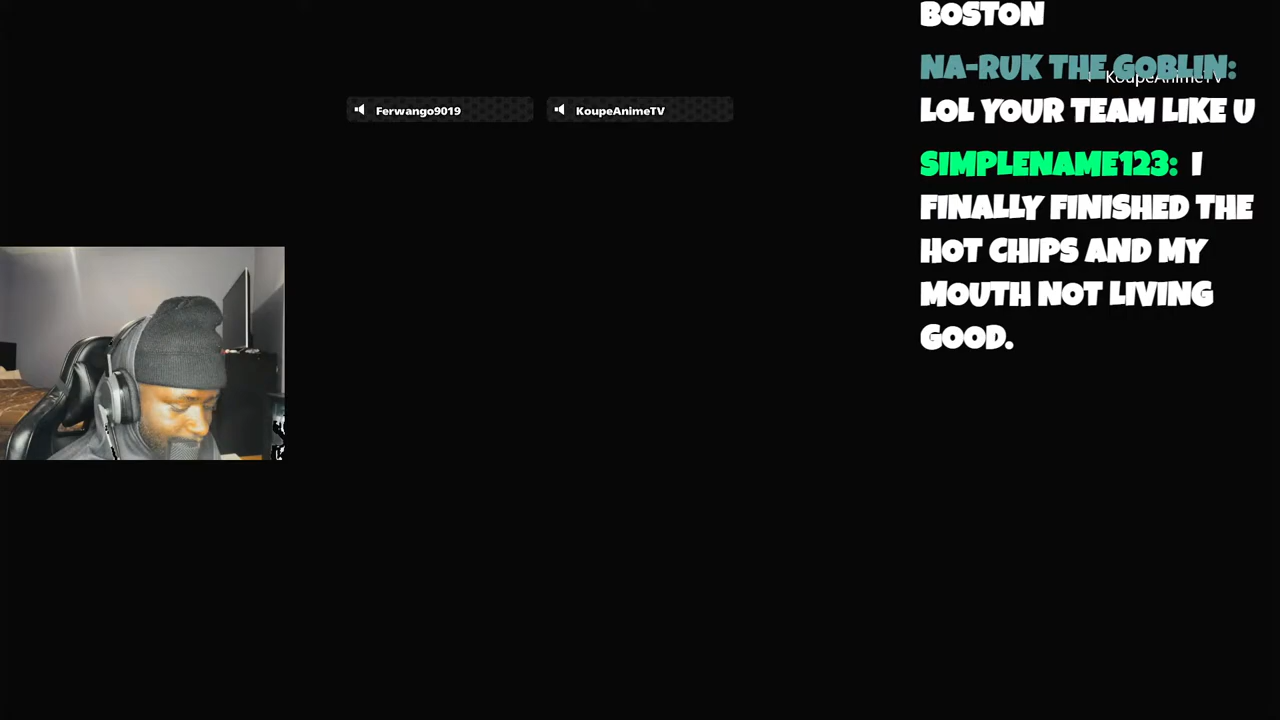 BOSTON
NA-RUK THE GOBLIN:
KoupeAnimeTV
LOL YOUR TEAM LIKE U
Ferwango9019
KoupeAnimeTV
SIMPLENAME123: I
FINALLY FINISHED THE
HOT CHIPS AND MY
MOUTH NOT LIVING
GOOD.